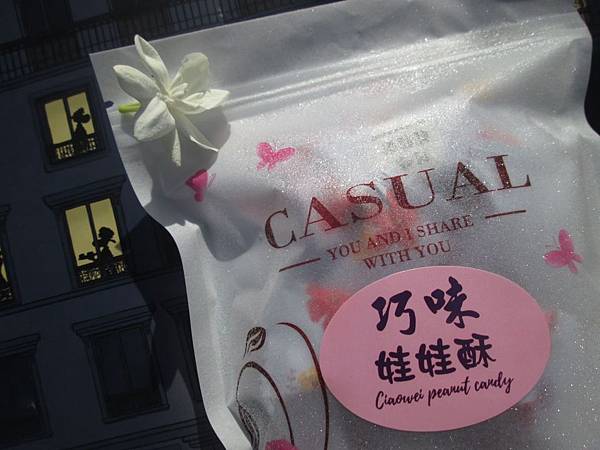 CASUAL
YOU AND I SHARE
WITH YOU
巧味
娃娃酥
Ciaowei peanut candy